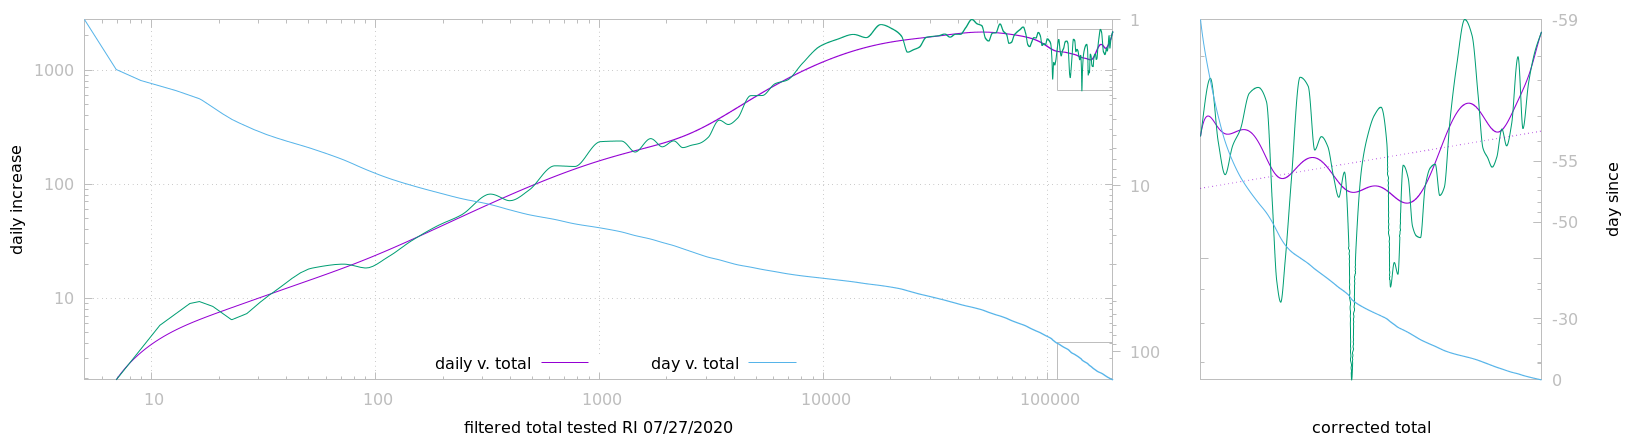 daily increase
1000
100
10
daily v. total
day v. total
10
100
1000
10000
100000
filtered total tested RI 07/27/2020
1
10
100
-59
-55
-50
-30
0
day since
corrected total